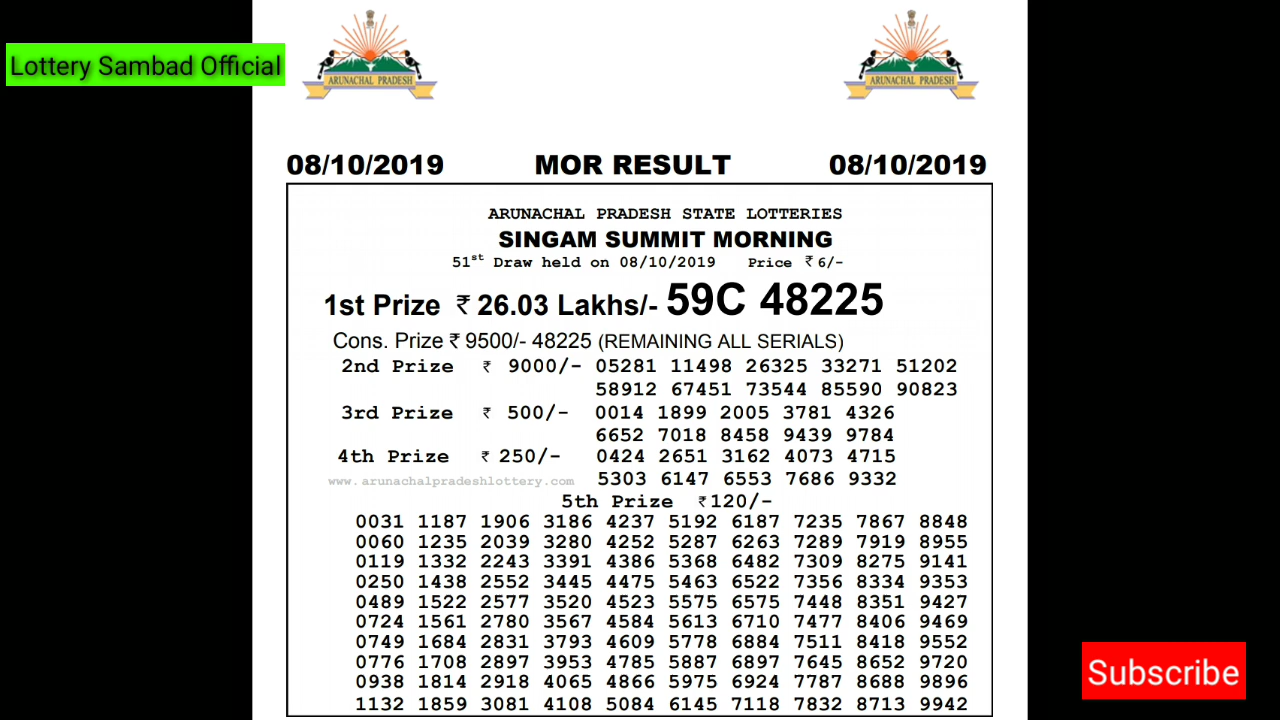 Lottery Sambad Official
ARUNACHAL PRADESH
ARUNACHAL PRADESH
08/10/2019 MOR RESULT 08/10/2019
ARUNACHAL PRADESH STATE LOTTERIES
SINGAM SUMMIT MORNING
51st Draw held on 08/10/2019 Price ₹ 6/-
1st Prize ₹ 26.03 Lakhs/- 59C 48225
Cons. Prize ₹ 9500/- 48225 (REMAINING ALL SERIALS)
2nd Prize ₹ 9000/- 05281 11498 26325 33271 51202
58912 67451 73544 85590 90823
3rd Prize ₹ 500/- 0014 1899 2005 3781 4326
6652 7018 8458 9439 9784
4th Prize ₹ 250/- 0424 2651 3162 4073 4715
www.arunachalpradeshlottery.com 5303 6147 6553 7686 9332
5th Prize ₹120/-
0031 1187 1906 3186 4237 5192 6187 7235 7867 8848
0060 1235 2039 3280 4252 5287 6263 7289 7919 8955
0119 1332 2243 3391 4386 5368 6482 7309 8275 9141
0250 1438 2552 3445 4475 5463 6522 7356 8334 9353
0489 1522 2577 3520 4523 5575 6575 7448 8351 9427
0724 1561 2780 3567 4584 5613 6710 7477 8406 9469
0749 1684 2831 3793 4609 5778 6884 7511 8418 9552
0776 1708 2897 3953 4785 5887 6897 7645 8652 9720
0938 1814 2918 4065 4866 5975 6924 7787 8688 9896
1132 1859 3081 4108 5084 6145 7118 7832 8713 9942
Subscribe